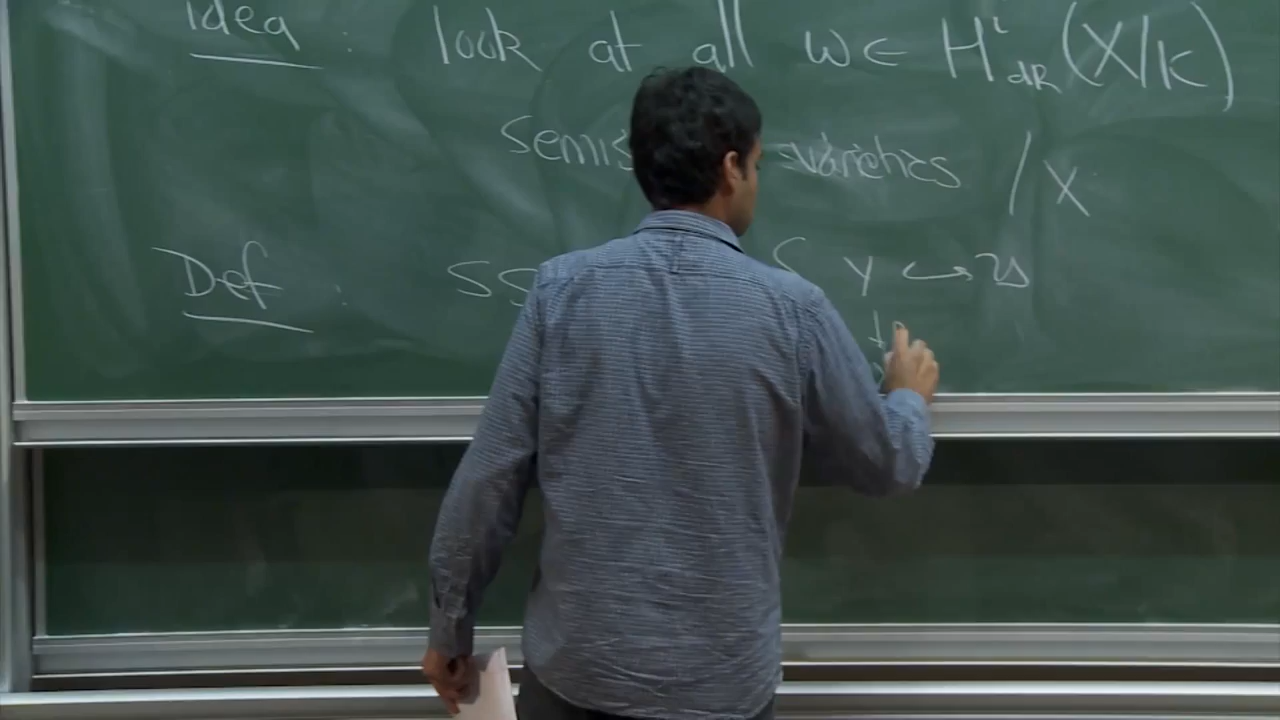 idea : look at all ω ∈ H^i_dR (X/K)
semis varieties / X
Def : SS Y ↪
↓